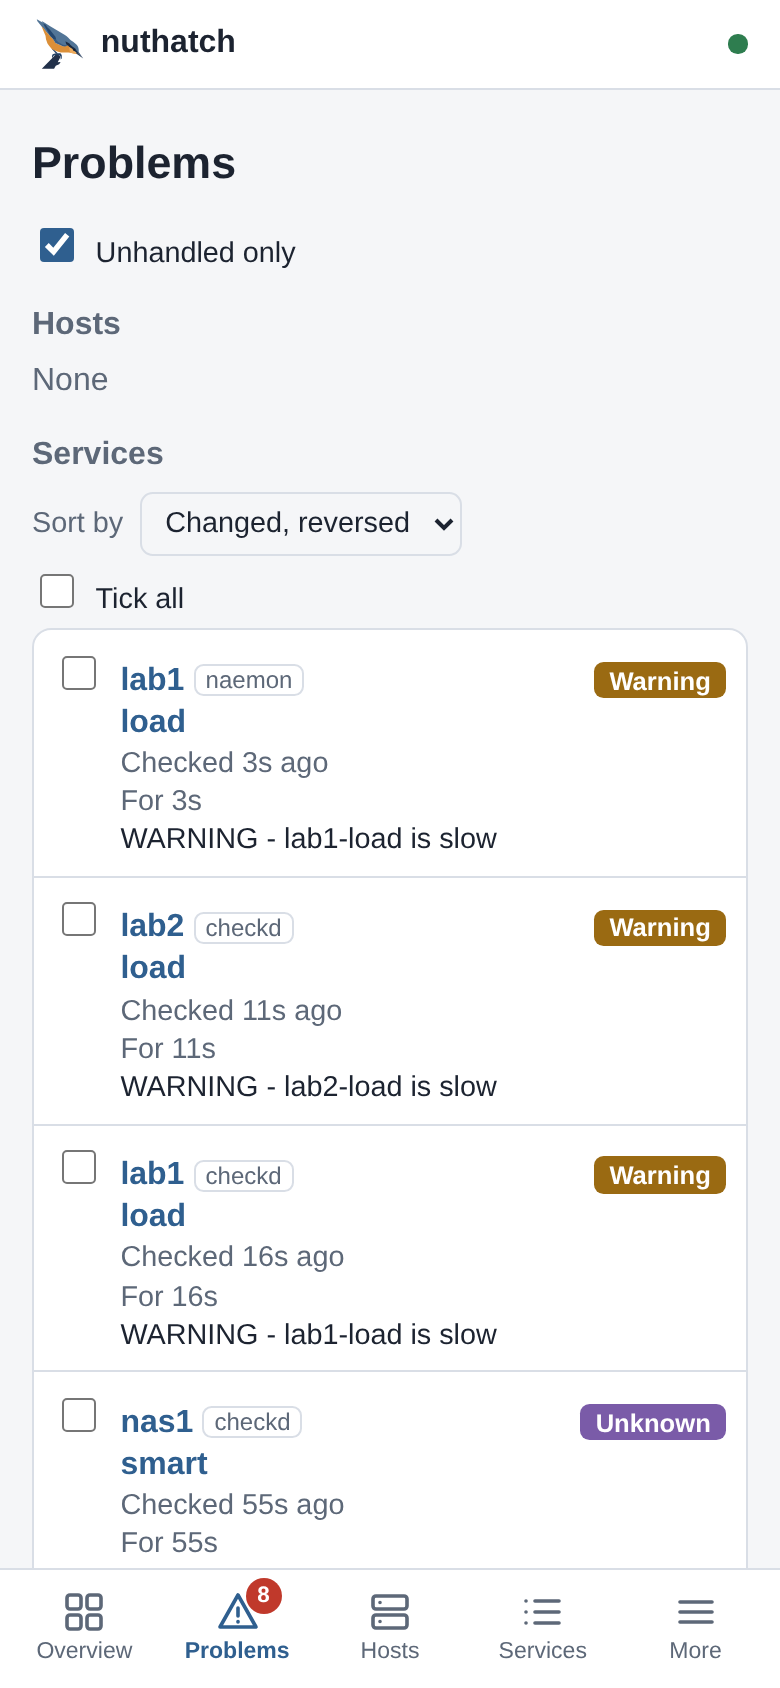 nuthatch
Problems
Unhandled only
Hosts
None
Services
Sort by Changed, reversed
Tick all
lab1 naemon Warning
load
Checked 3s ago
For 3s
WARNING - lab1-load is slow
lab2 checkd Warning
load
Checked 11s ago
For 11s
WARNING - lab2-load is slow
lab1 checkd Warning
load
Checked 16s ago
For 16s
WARNING - lab1-load is slow
nas1 checkd Unknown
smart
Checked 55s ago
For 55s
8
Overview Problems Hosts Services More